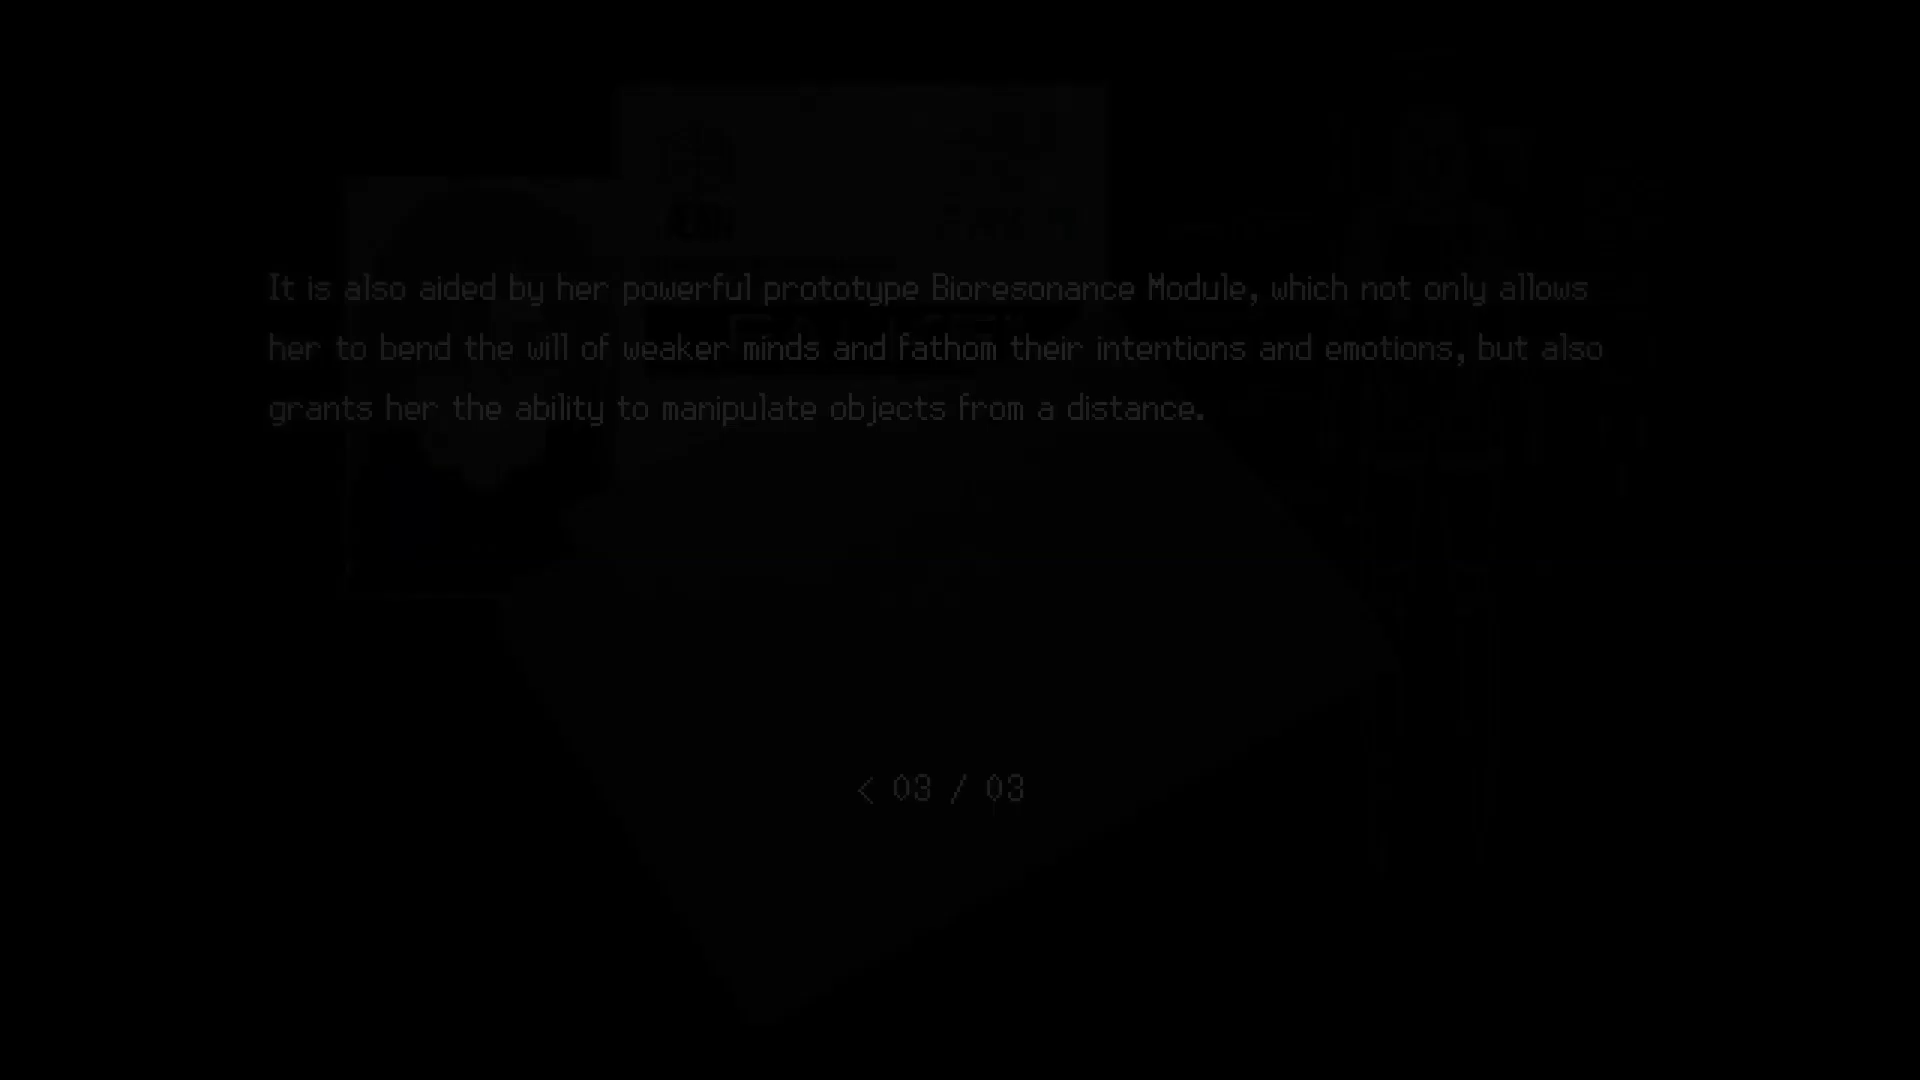 It is also aided by her powerful prototype Bioresonance Module, which not only allows
her to bend the will of weaker minds and fathom their intentions and emotions, but also
grants her the ability to manipulate objects from a distance.
< 03 / 03